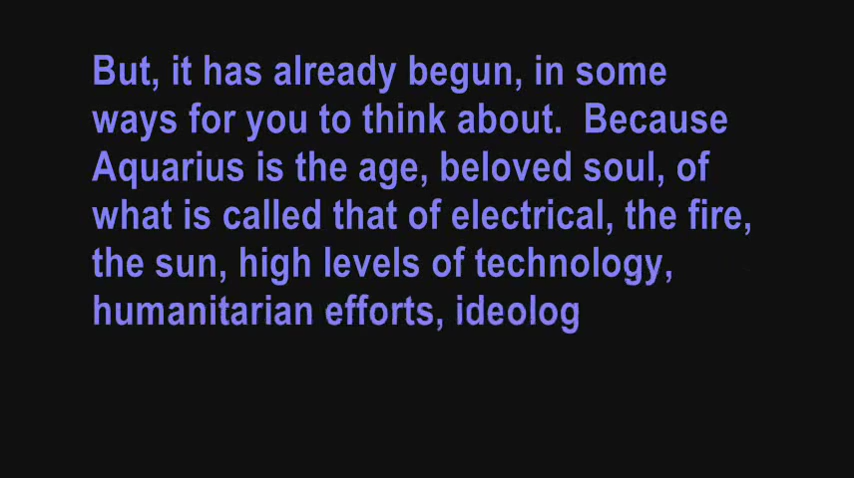 But, it has already begun, in some
ways for you to think about.  Because
Aquarius is the age, beloved soul, of
what is called that of electrical, the fire,
the sun, high levels of technology,
humanitarian efforts, ideolog